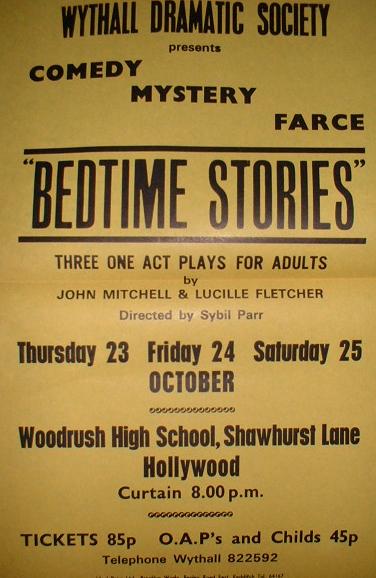 WYTHALL DRAMATIC SOCIETY
presents
COMEDY
MYSTERY
FARCE
"BEDTIME STORIES"
THREE ONE ACT PLAYS FOR ADULTS
by
JOHN MITCHELL & LUCILLE FLETCHER
Directed by Sybil Parr
Thursday 23 Friday 24 Saturday 25
OCTOBER
Woodrush High School, Shawhurst Lane
Hollywood
Curtain 8.00 p.m.
TICKETS 85p O.A.P's and Childs 45p
Telephone Wythall 822592